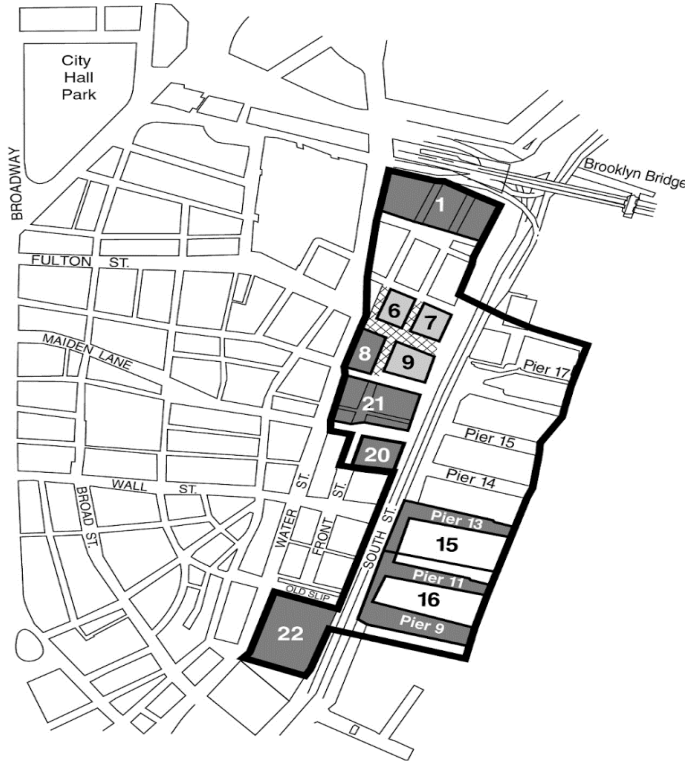 City
Hall
Park
BROADWAY
Brooklyn Bridge
1
FULTON ST.
6
7
MAIDEN LANE
8
9
Pier 17
21
Pier 15
20
WALL ST.
Pier 14
BROAD ST.
WATER ST.
FRONT ST.
SOUTH ST.
Pier 13
15
Pier 11
OLD SLIP
16
Pier 9
22